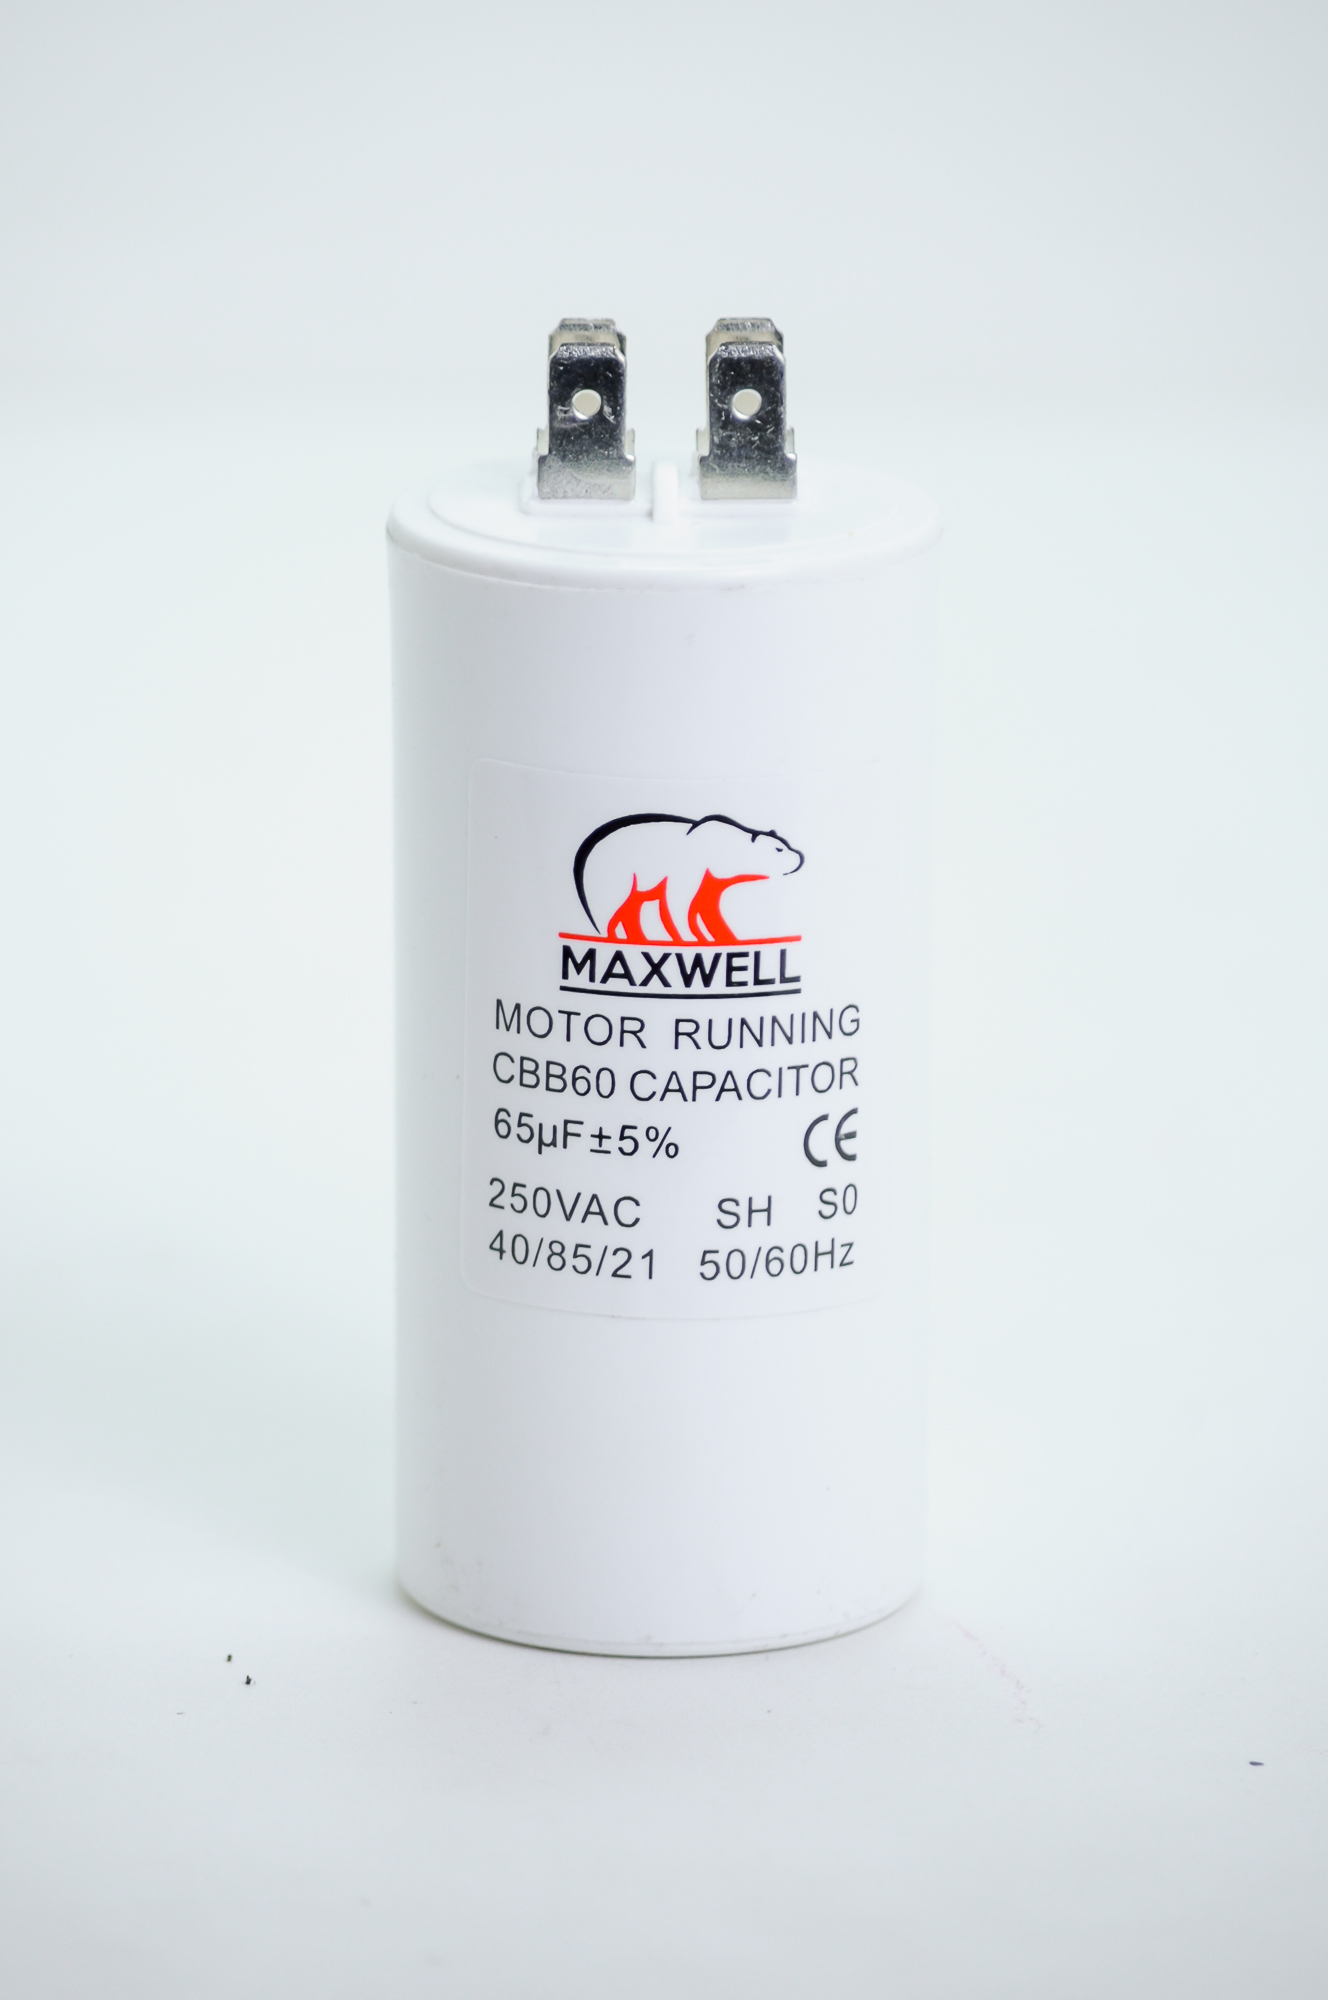 MAXWELL
MOTOR RUNNING
CBB60 CAPACITOR
65μF±5% CE
250VAC SH S0
40/85/21 50/60Hz